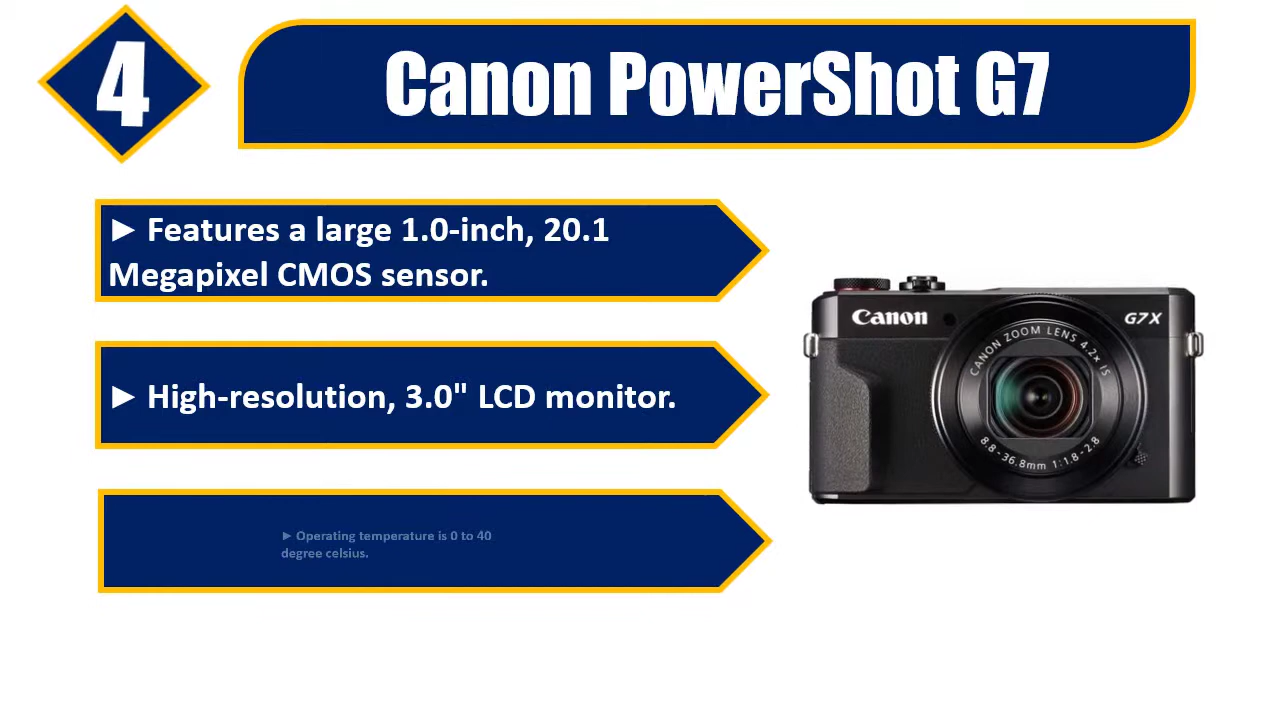 4
Canon PowerShot G7
► Features a large 1.0-inch, 20.1
Megapixel CMOS sensor.
► High-resolution, 3.0" LCD monitor.
► Operating temperature is 0 to 40
degree celsius.
Canon
G7X
CANON ZOOM LENS 4.2x IS
8.8-36.8mm 1:1.8-2.8